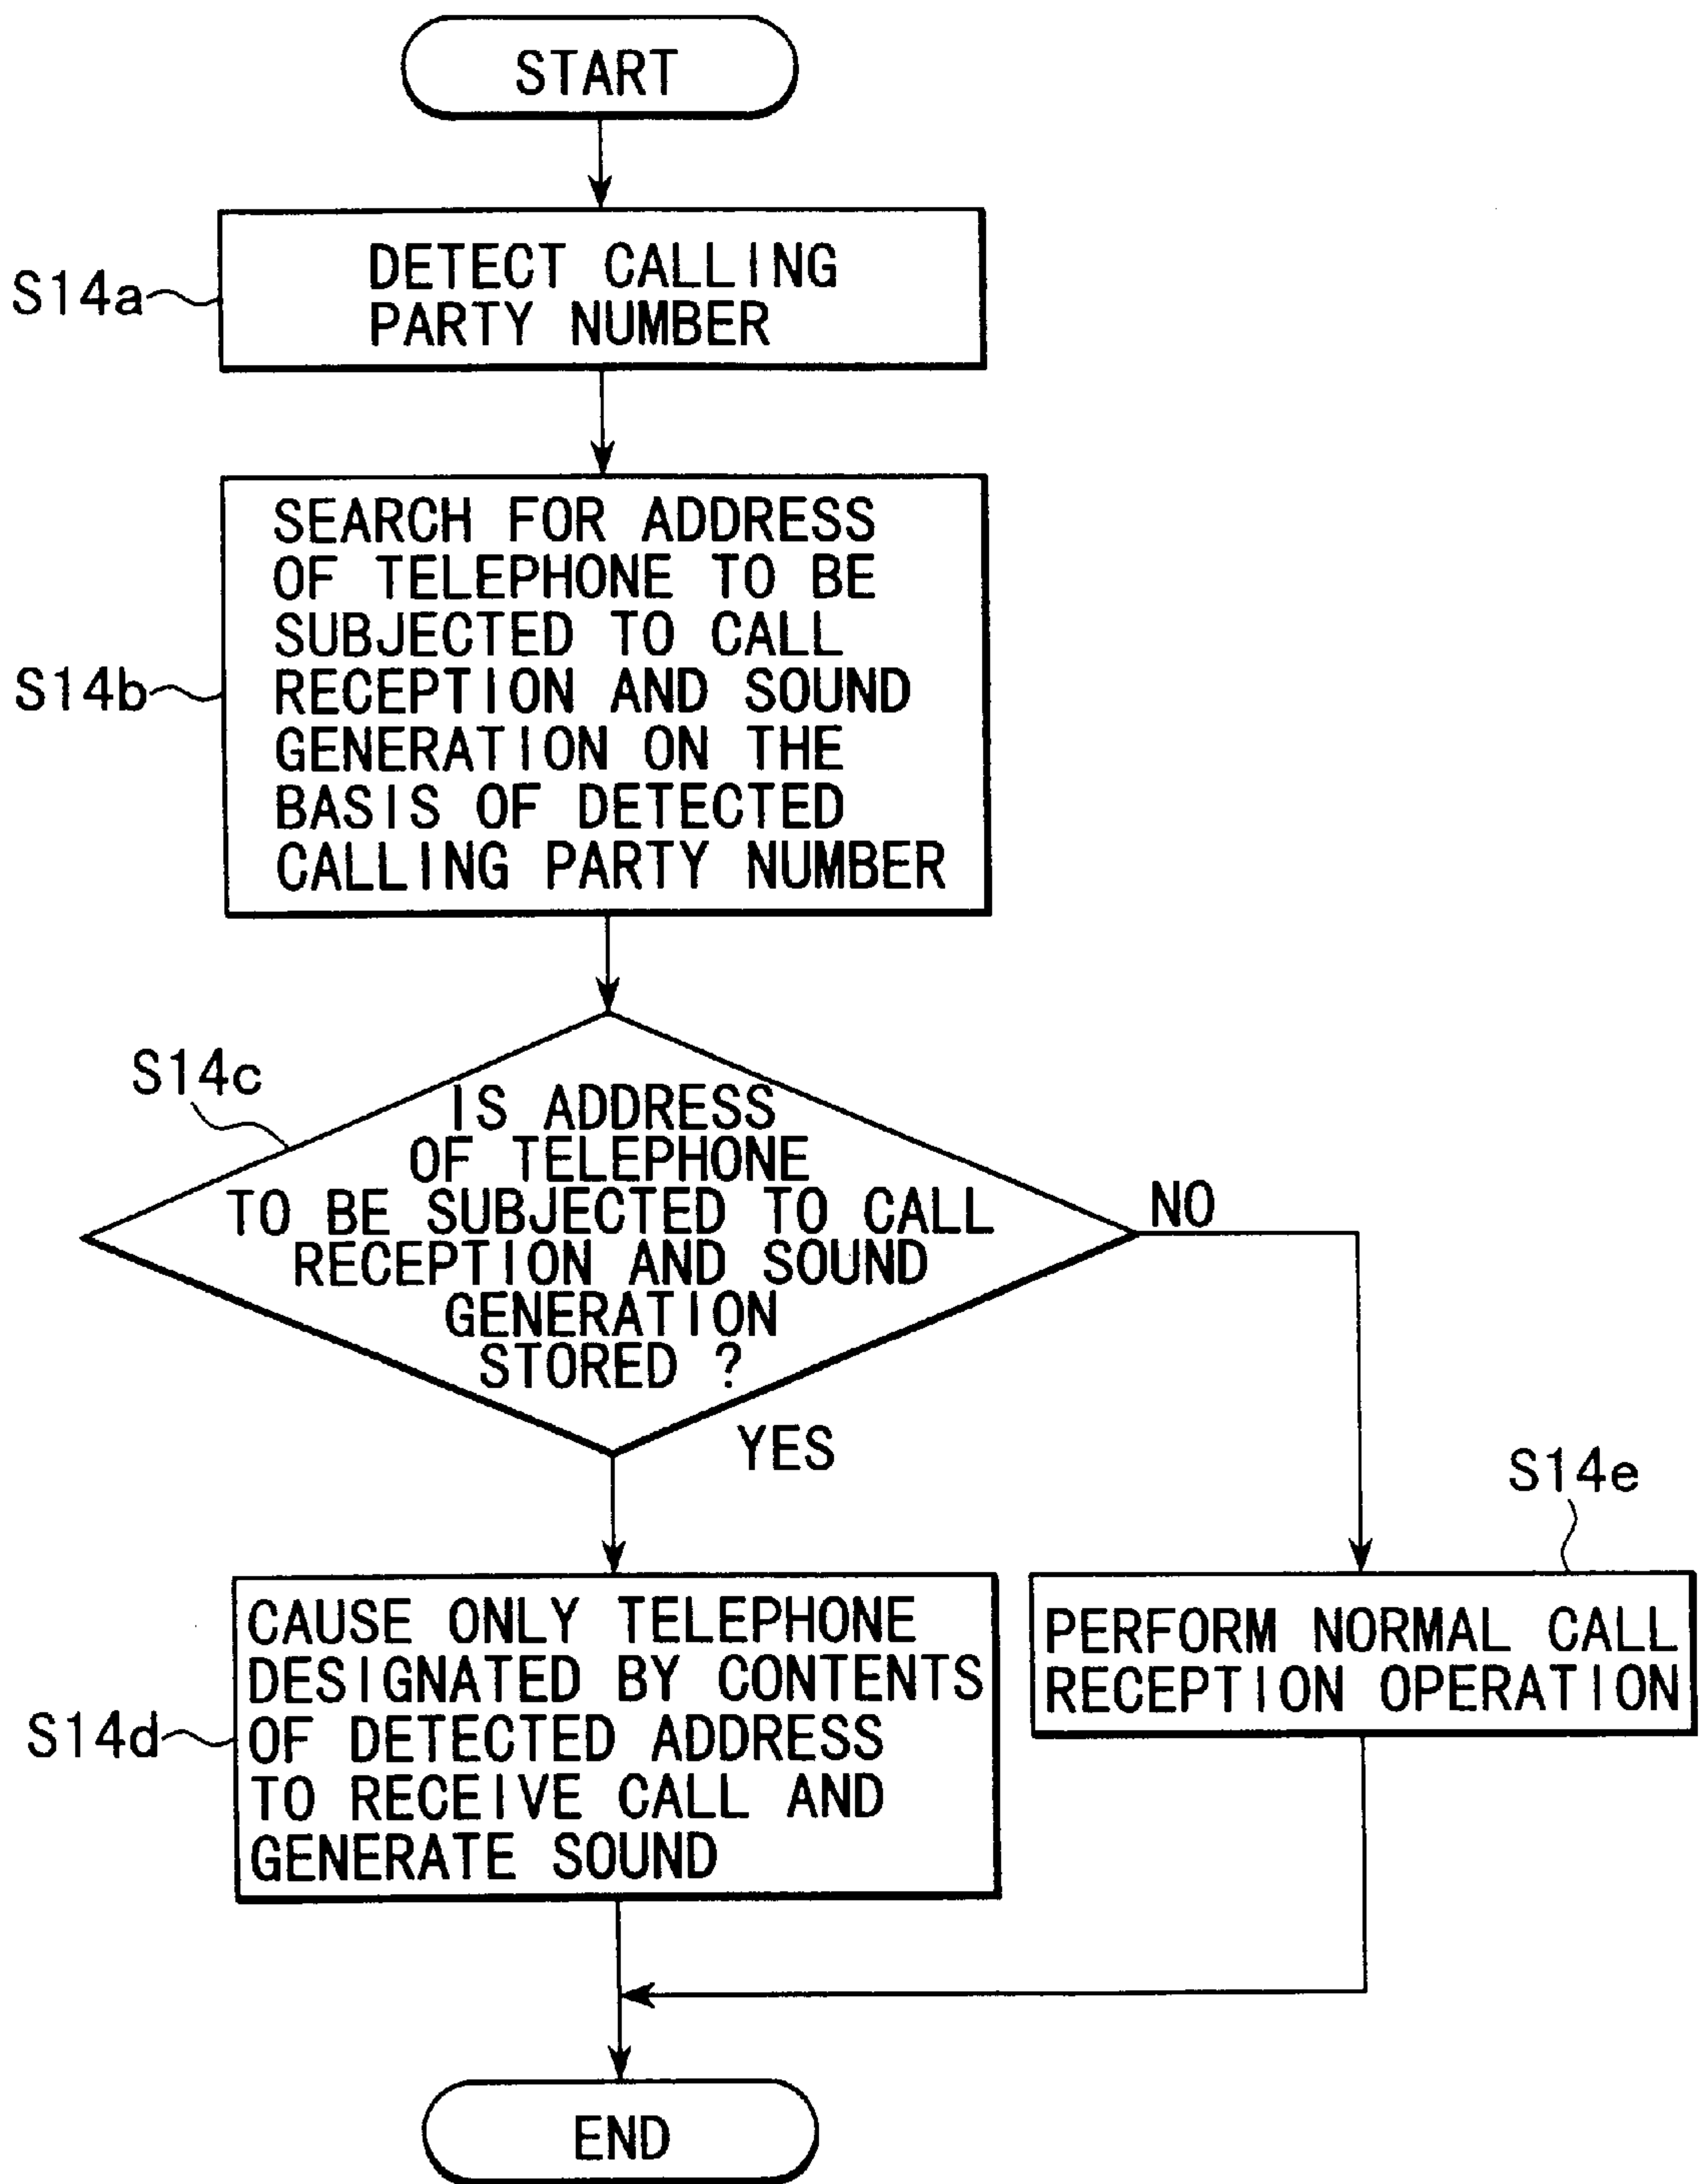 START
S14a
DETECT CALLING
PARTY NUMBER
S14b
SEARCH FOR ADDRESS
OF TELEPHONE TO BE
SUBJECTED TO CALL
RECEPTION AND SOUND
GENERATION ON THE
BASIS OF DETECTED
CALLING PARTY NUMBER
S14c
IS ADDRESS
OF TELEPHONE
TO BE SUBJECTED TO CALL
RECEPTION AND SOUND
GENERATION
STORED ?
NO
YES
S14d
CAUSE ONLY TELEPHONE
DESIGNATED BY CONTENTS
OF DETECTED ADDRESS
TO RECEIVE CALL AND
GENERATE SOUND
S14e
PERFORM NORMAL CALL
RECEPTION OPERATION
END